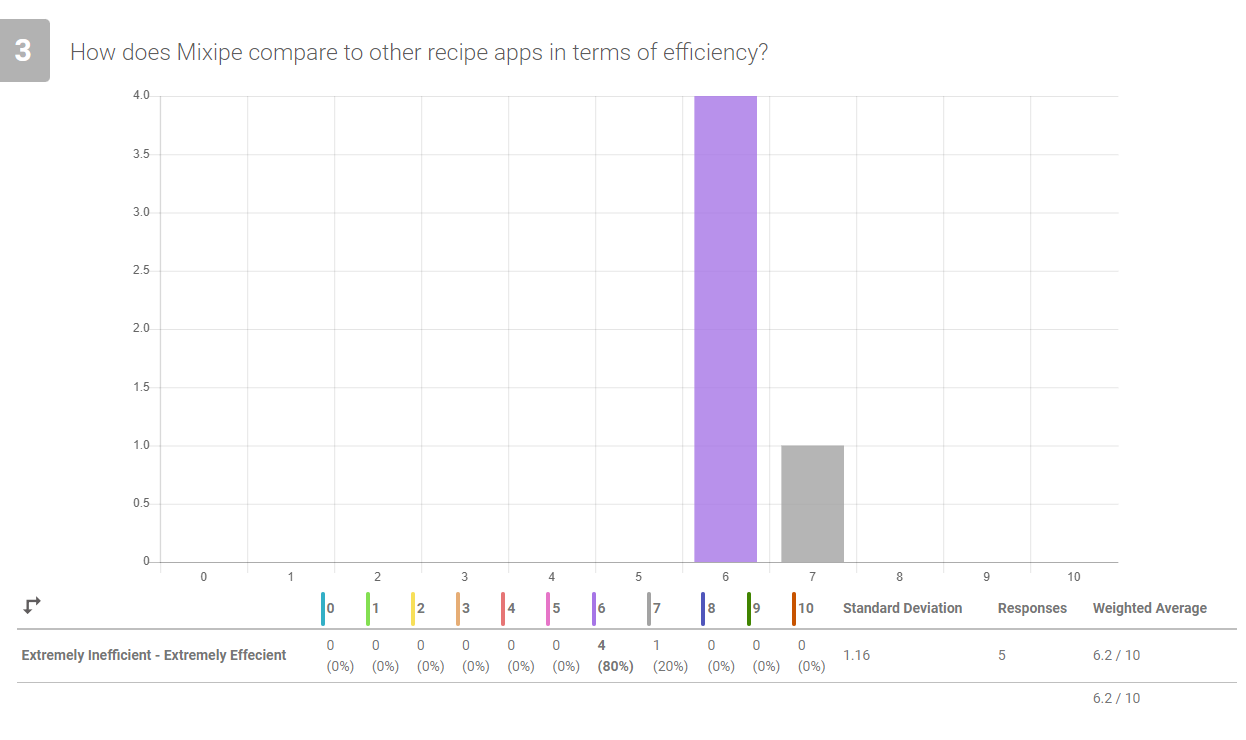 3
How does Mixipe compare to other recipe apps in terms of efficiency?
4.0
3.5
3.0
2.5
2.0
1.5
1.0
0.5
0
0 1 2 3 4 5 6 7 8 9 10
0 1 2 3 4 5 6 7 8 9 10 Standard Deviation Responses Weighted Average
Extremely Inefficient - Extremely Effecient 0 0 0 0 0 0 4 1 0 0 0 1.16 5 6.2 / 10
(0%) (0%) (0%) (0%) (0%) (0%) (80%) (20%) (0%) (0%) (0%)
6.2 / 10